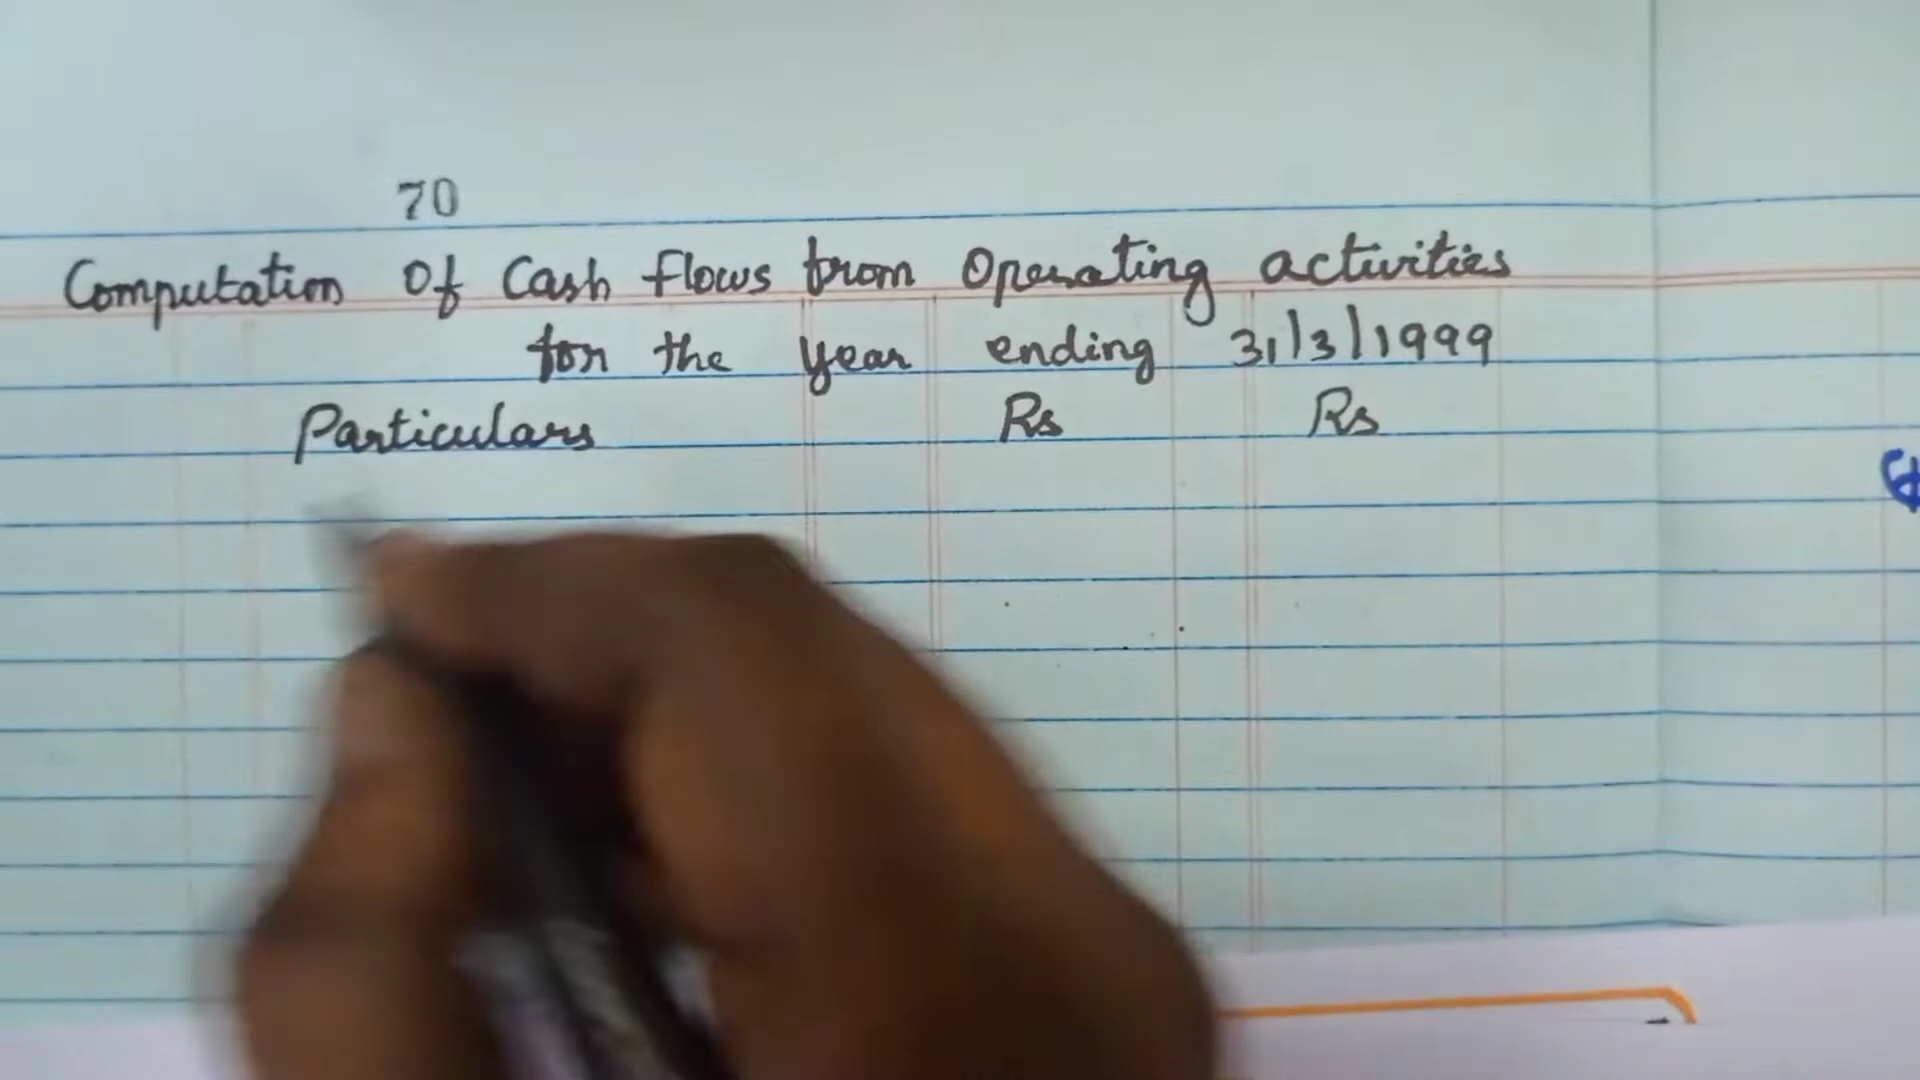 70
Computation Of Cash flows from Operating activities
for the year ending 31/3/1999
Particulars Rs Rs